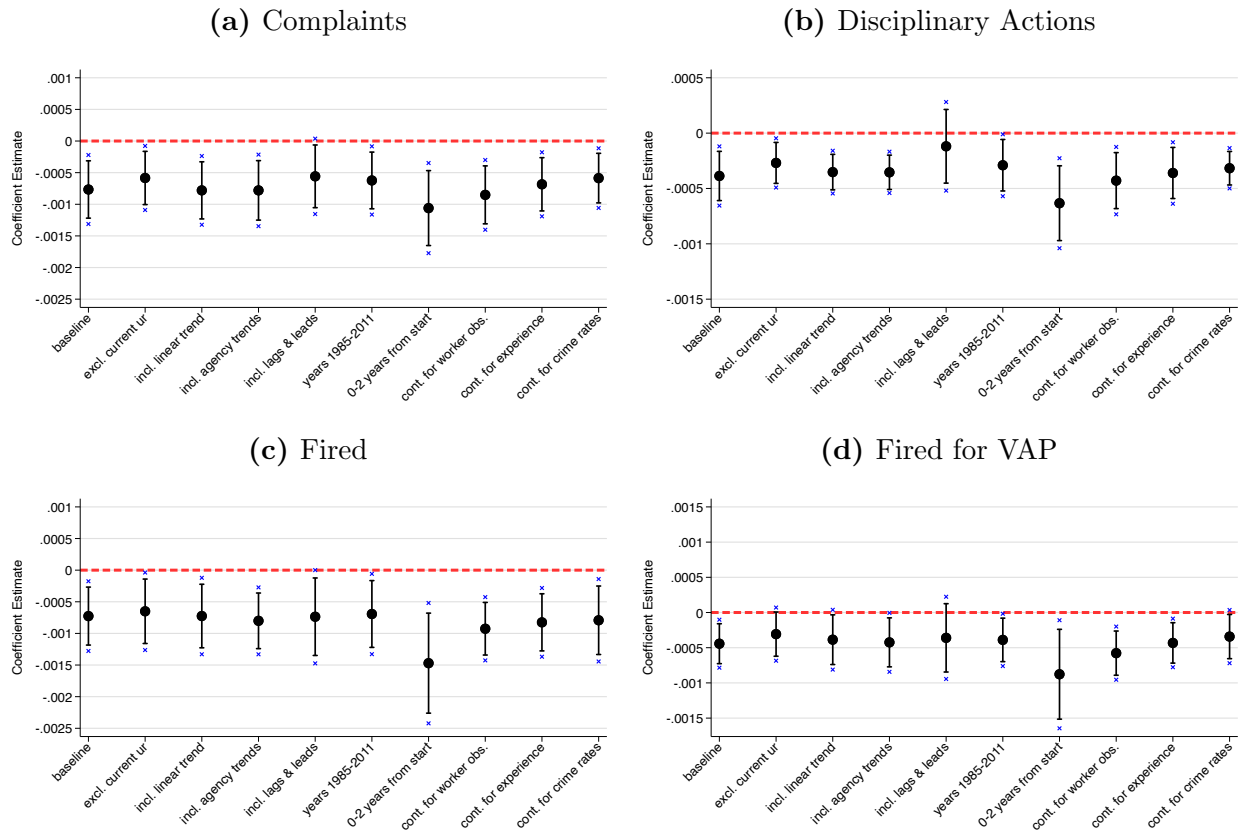 (a) Complaints
Coefficient Estimate
.001
.0005
0
-.0005
-.001
-.0015
-.002
-.0025
baseline
excl. current ur
incl. linear trend
incl. agency trends
incl. lags & leads
years 1985-2011
0-2 years from start
cont. for worker obs.
cont. for experience
cont. for crime rates
(b) Disciplinary Actions
Coefficient Estimate
.0005
0
-.0005
-.001
-.0015
baseline
excl. current ur
incl. linear trend
incl. agency trends
incl. lags & leads
years 1985-2011
0-2 years from start
cont. for worker obs.
cont. for experience
cont. for crime rates
(c) Fired
Coefficient Estimate
.001
.0005
0
-.0005
-.001
-.0015
-.002
-.0025
baseline
excl. current ur
incl. linear trend
incl. agency trends
incl. lags & leads
years 1985-2011
0-2 years from start
cont. for worker obs.
cont. for experience
cont. for crime rates
(d) Fired for VAP
Coefficient Estimate
.0015
.001
.0005
0
-.0005
-.001
-.0015
baseline
excl. current ur
incl. linear trend
incl. agency trends
incl. lags & leads
years 1985-2011
0-2 years from start
cont. for worker obs.
cont. for experience
cont. for crime rates